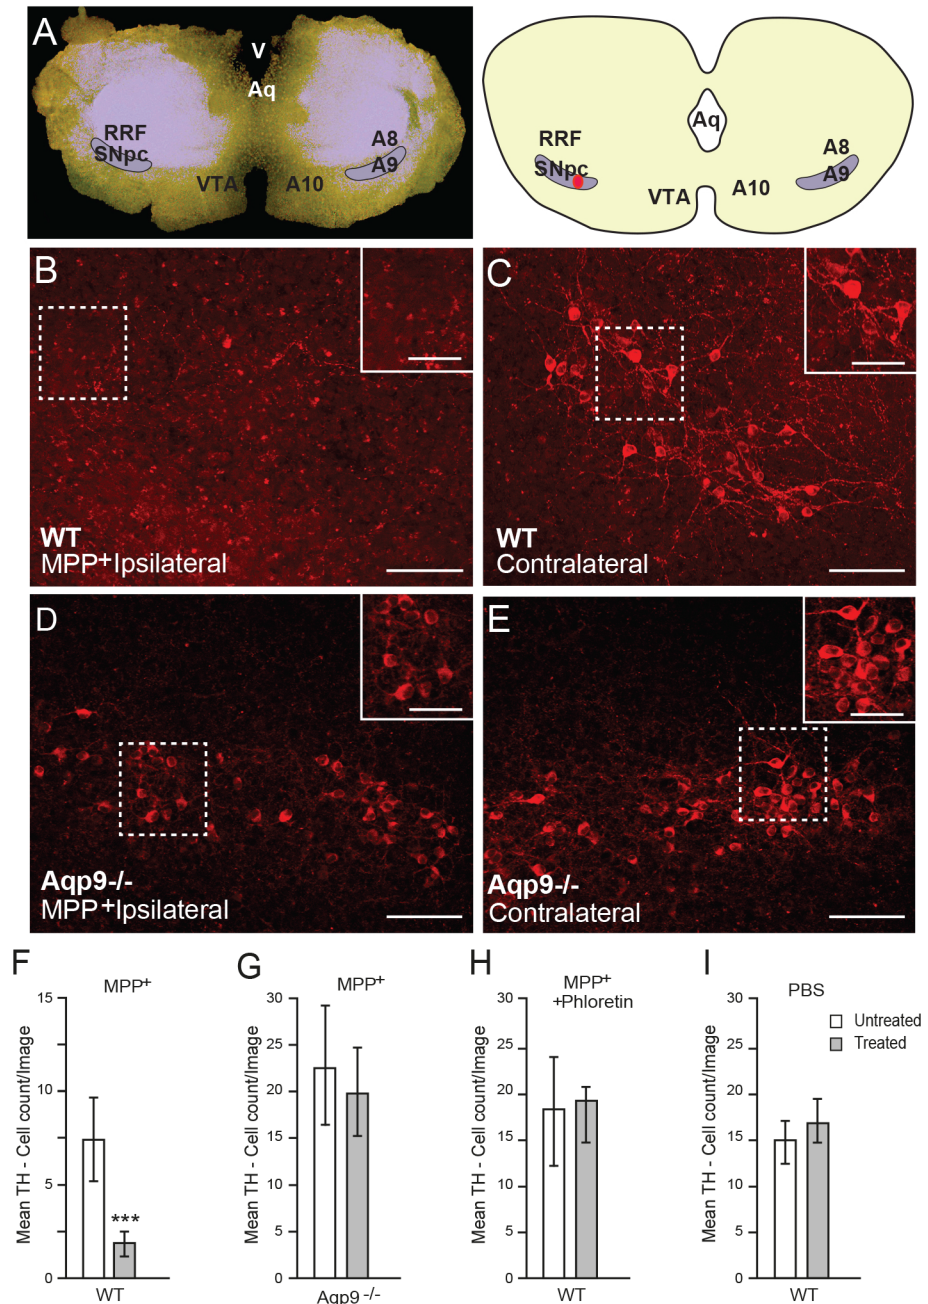 A
V
Aq
RRF
SNpc
A8
A9
VTA
A10
Aq
RRF
SNpc
A8
A9
VTA
A10
B
WT
MPP+Ipsilateral
C
WT
Contralateral
D
Aqp9-/-
MPP+Ipsilateral
E
Aqp9-/-
Contralateral
F
MPP+
Mean TH - Cell count/Image
15
10
5
0
***
WT
G
MPP+
Mean TH - Cell count/Image
30
25
20
15
10
5
0
Aqp9 -/-
H
MPP+
+Phloretin
Mean TH - Cell count/Image
30
25
20
15
10
5
0
WT
I
PBS
Mean TH - Cell count/Image
30
25
20
15
10
5
0
Untreated
Treated
WT